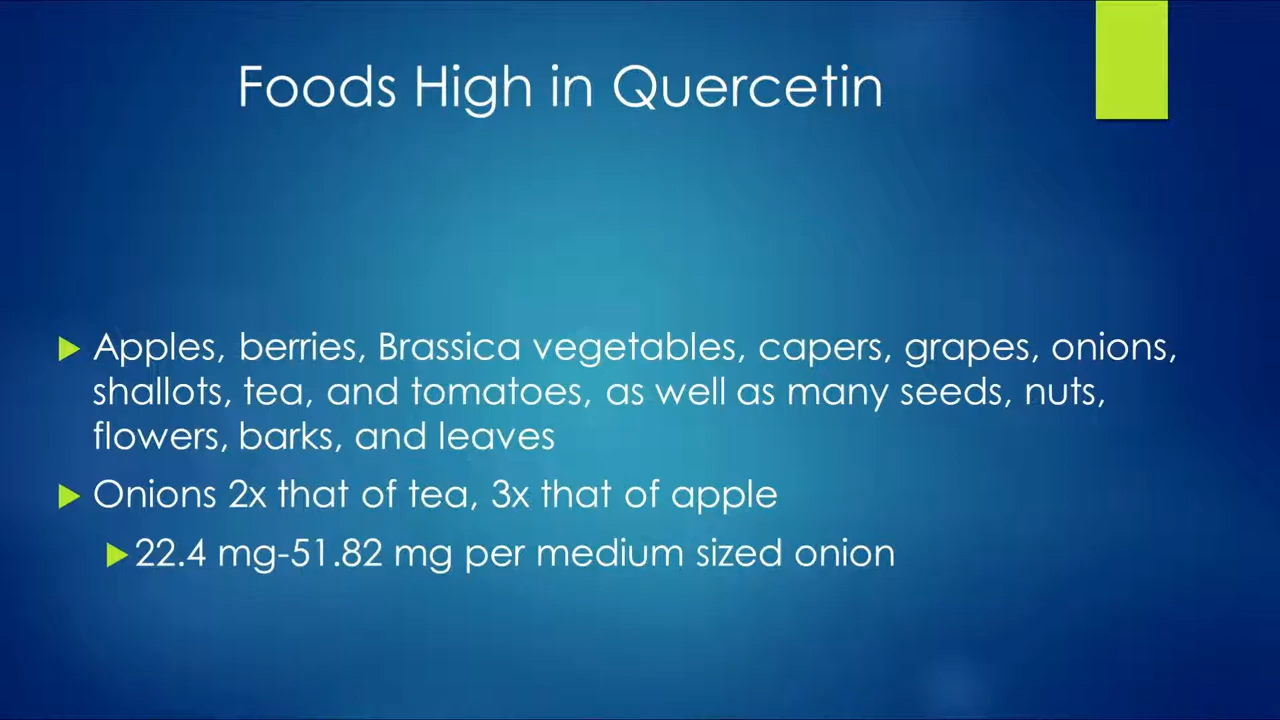 Foods High in Quercetin
Apples, berries, Brassica vegetables, capers, grapes, onions,
shallots, tea, and tomatoes, as well as many seeds, nuts,
flowers, barks, and leaves
Onions 2x that of tea, 3x that of apple
22.4 mg-51.82 mg per medium sized onion